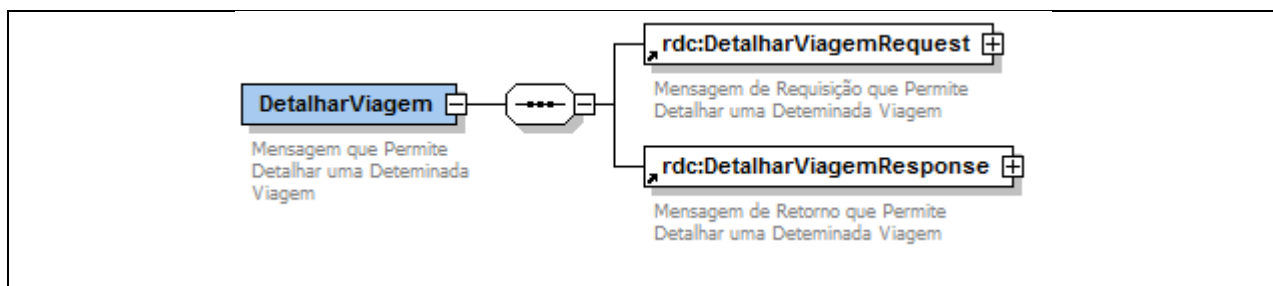 DetalharViagem
Mensagem que Permite
Detalhar uma Deteminada
Viagem
rdc:DetalharViagemRequest
Mensagem de Requisição que Permite
Detalhar uma Deteminada Viagem
rdc:DetalharViagemResponse
Mensagem de Retorno que Permite
Detalhar uma Deteminada Viagem